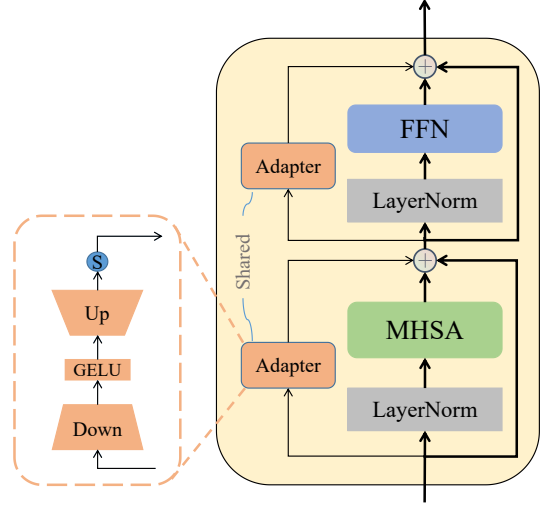 FFN
Adapter
LayerNorm
Shared
S
Up
GELU
Down
MHSA
Adapter
LayerNorm